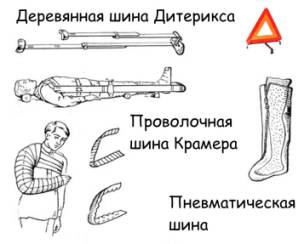 Деревянная шина Дитерикса
Проволочная
шина Крамера
Пневматическая
шина